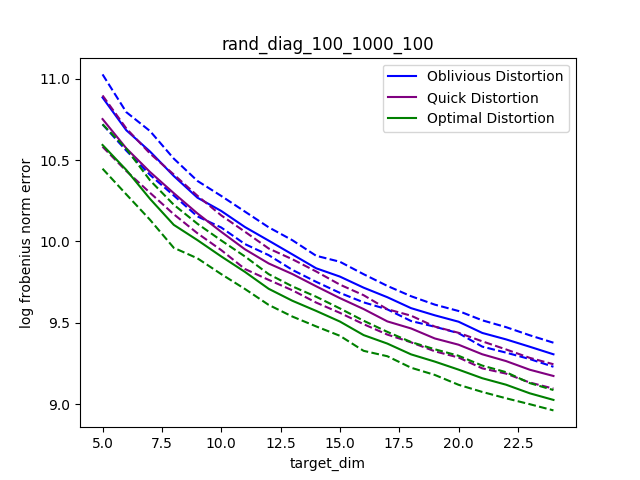 rand_diag_100_1000_100
Oblivious Distortion
Quick Distortion
Optimal Distortion
log frobenius norm error
11.0
10.5
10.0
9.5
9.0
5.0 7.5 10.0 12.5 15.0 17.5 20.0 22.5
target_dim